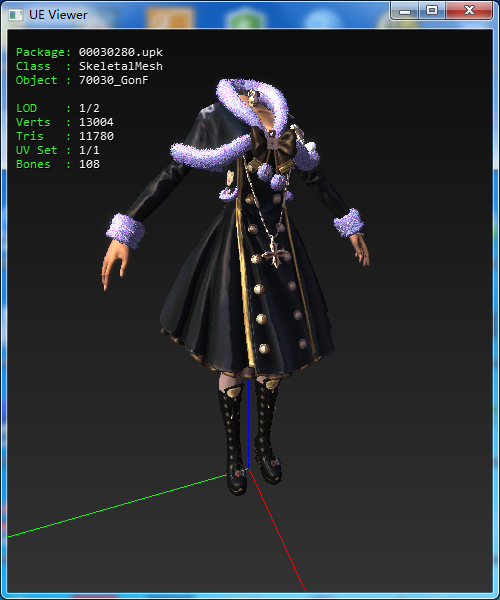 UE Viewer
Package: 00030280.upk
Class : SkeletalMesh
Object : 70030_GonF
LOD : 1/2
Verts : 13004
Tris : 11780
UV Set : 1/1
Bones : 108